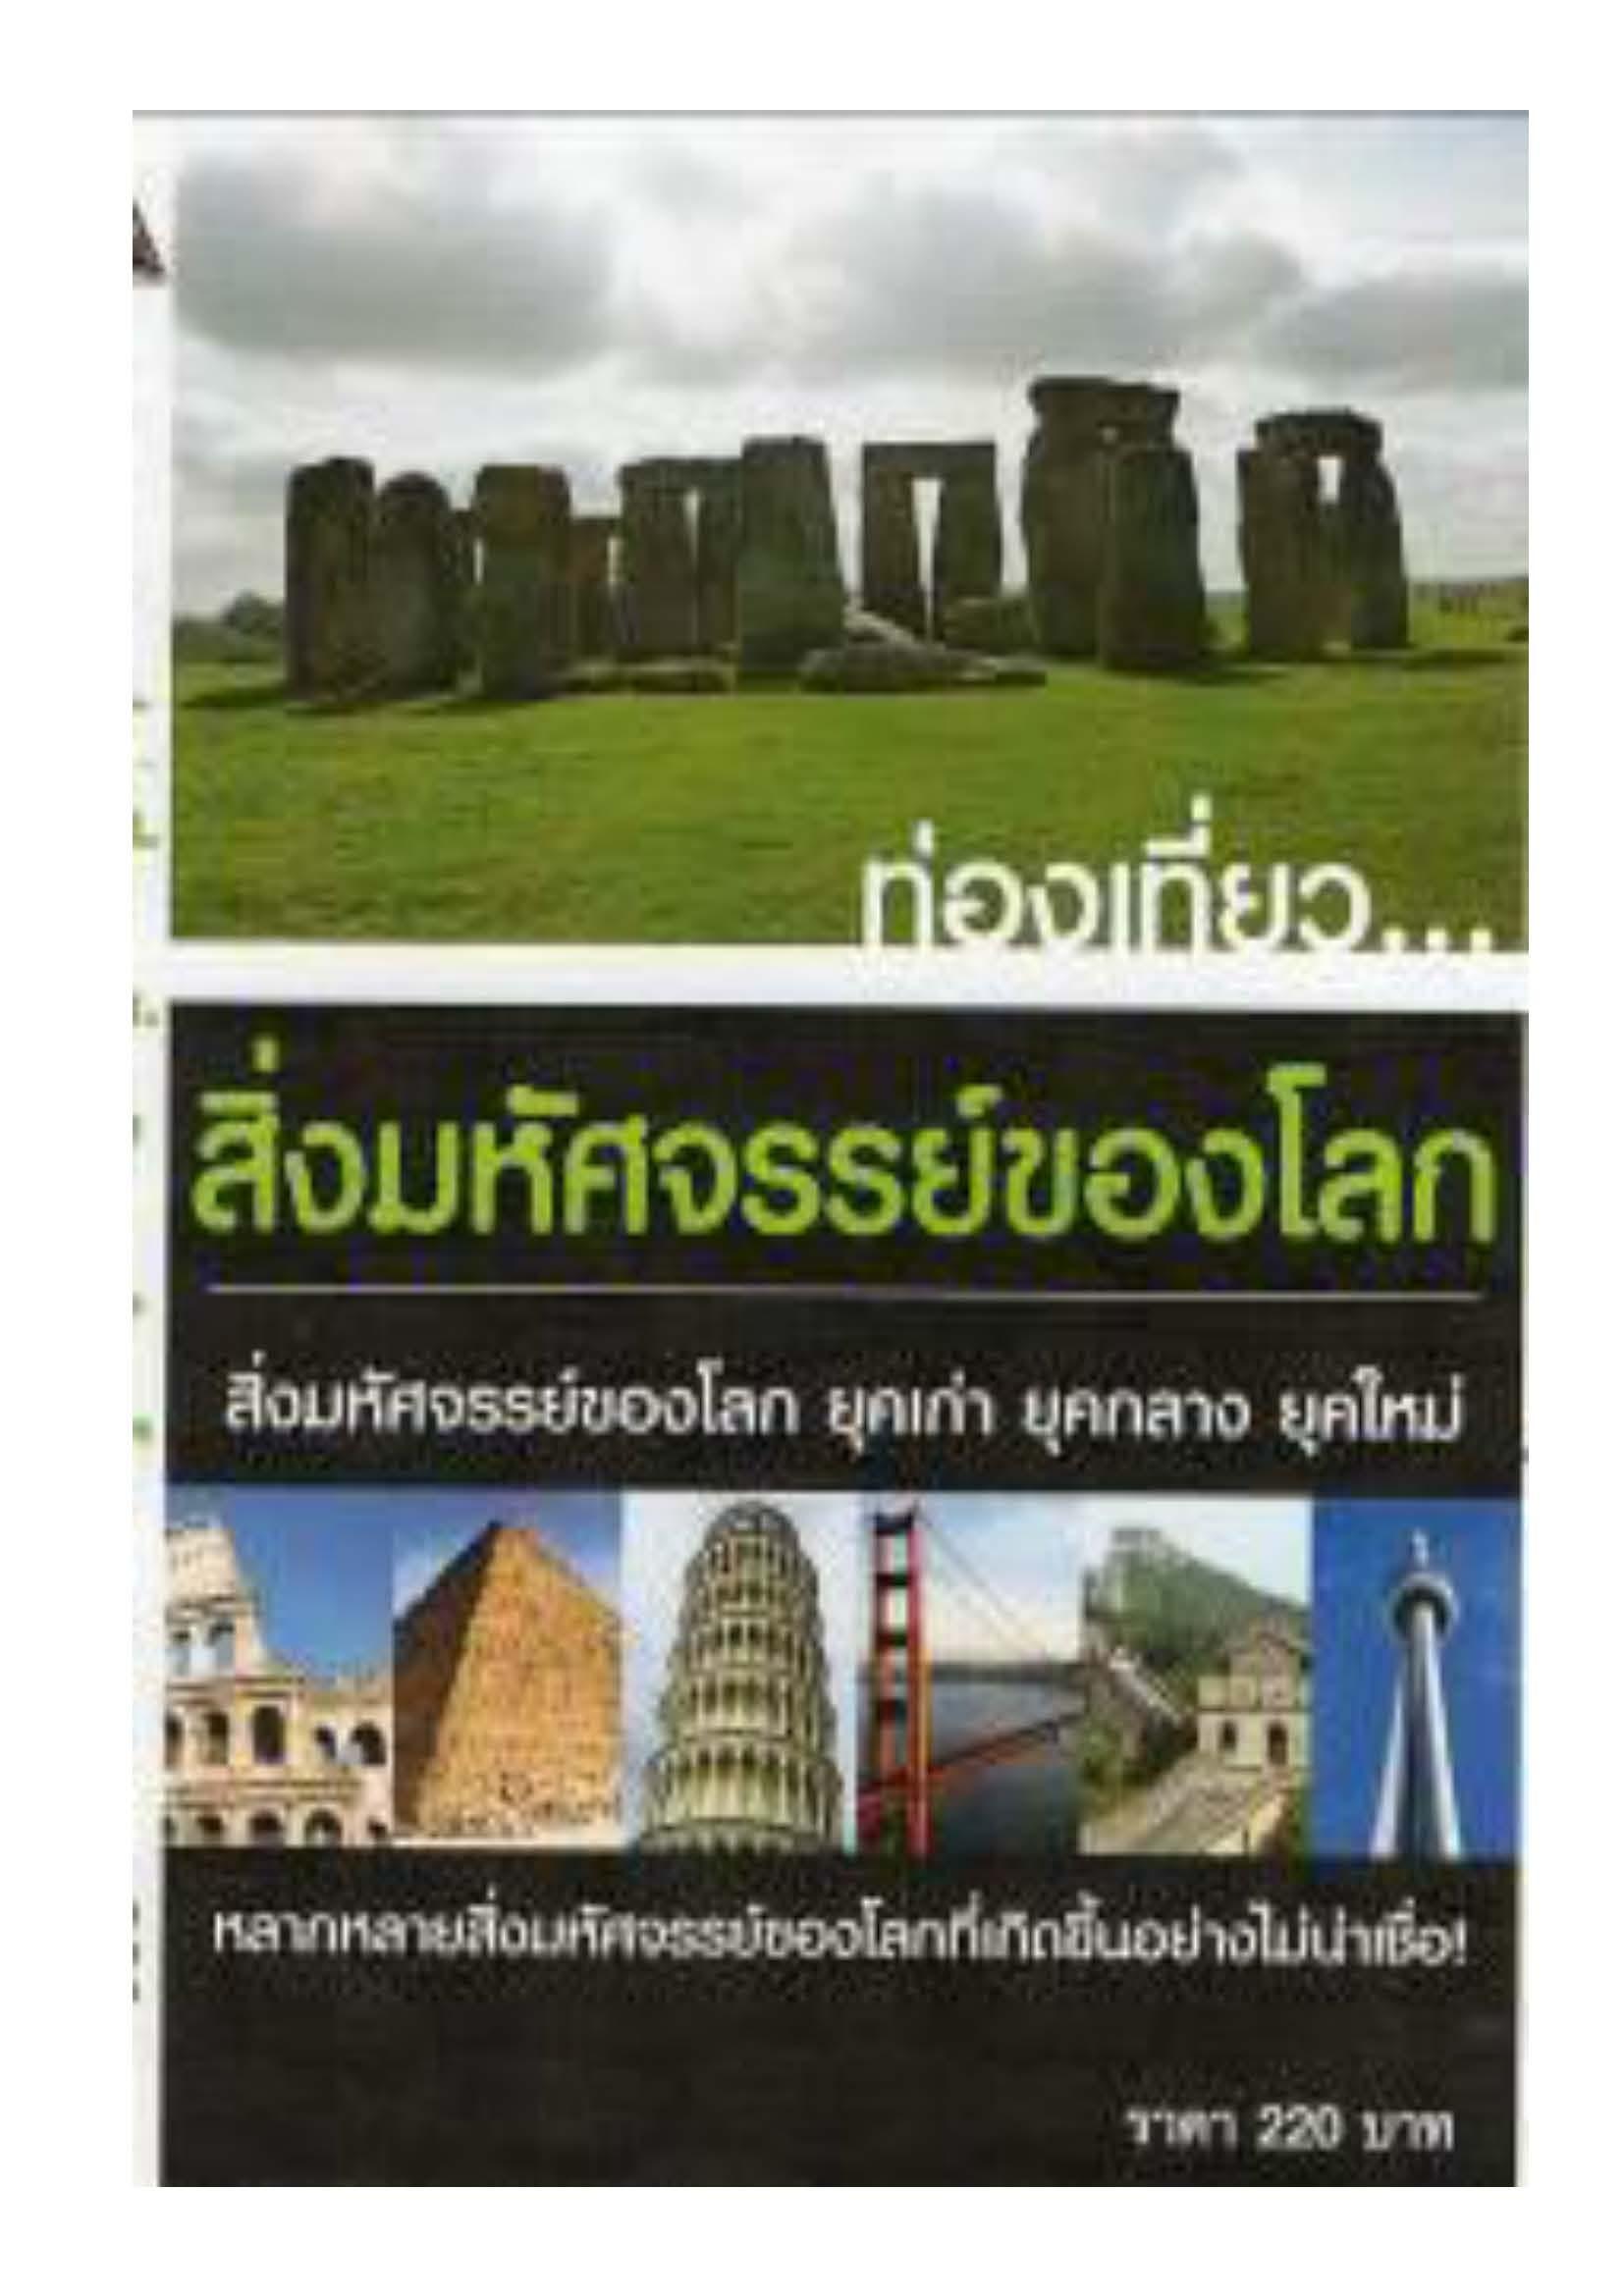 ท่องเที่ยว...
สิ่งมหัศจรรย์ของโลก
สิ่งมหัศจรรย์ของโลก ยุคเก่า ยุคกลาง ยุคใหม่
หลากหลายสิ่งมหัศจรรย์ของโลกที่เกิดขึ้นอย่างไม่น่าเชื่อ!
ราคา 220 บาท